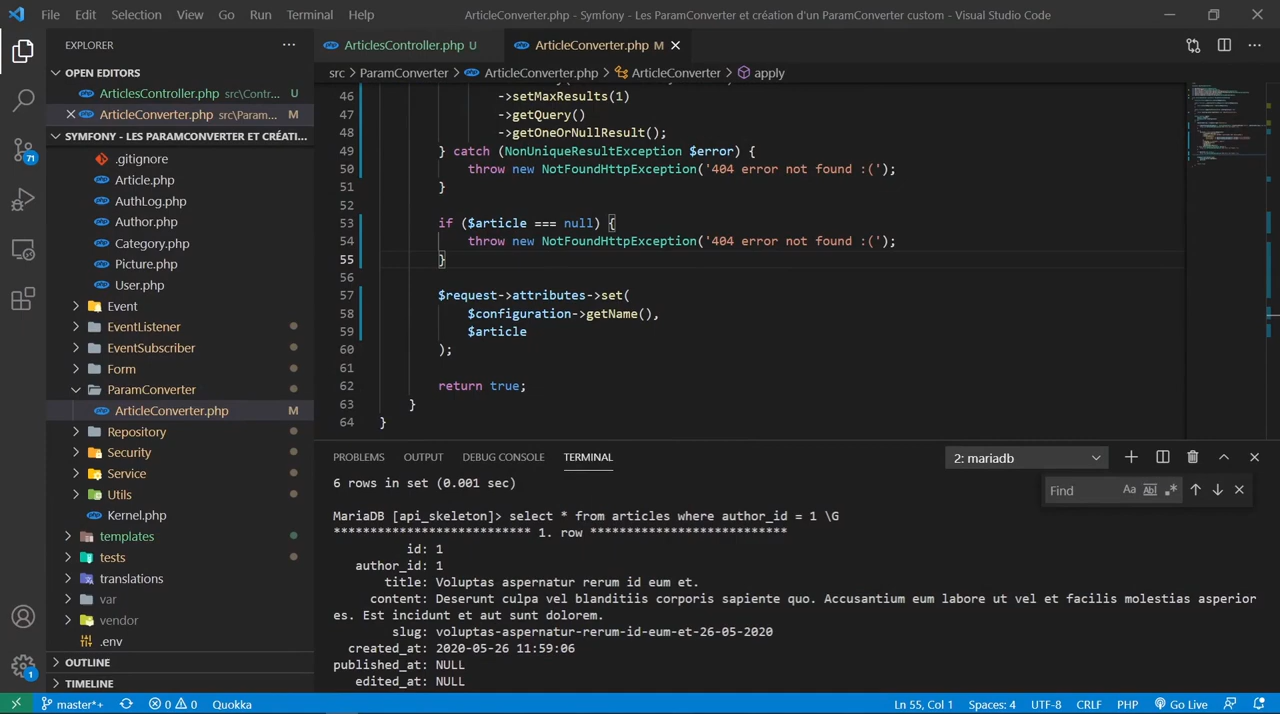 File Edit Selection View Go Run Terminal Help ArticleConverter.php - Symfony - Les ParamConverter et création d'un ParamConverter custom - Visual Studio Code
EXPLORER
OPEN EDITORS
ArticlesController.php src\Contr... U
ArticleConverter.php src\Param... M
SYMFONY - LES PARAMCONVERTER ET CRÉATI...
.gitignore
Article.php
AuthLog.php
Author.php
Category.php
Picture.php
User.php
Event
EventListener
EventSubscriber
Form
ParamConverter
ArticleConverter.php M
Repository
Security
Service
Utils
Kernel.php
templates
tests
translations
var
vendor
.env
OUTLINE
TIMELINE
71
1
ArticlesController.php U ArticleConverter.php M
src > ParamConverter > ArticleConverter.php > ArticleConverter > apply
46 ->setMaxResults(1)
47 ->getQuery()
48 ->getOneOrNullResult();
49 } catch (NotUniqueResultException $error) {
50 throw new NotFoundHttpException('404 error not found :(');
51 }
52
53 if ($article === null) {
54 throw new NotFoundHttpException('404 error not found :(');
55 }
56
57 $request->attributes->set(
58 $configuration->getName(),
59 $article
60 );
61
62 return true;
63 }
64 }
PROBLEMS OUTPUT DEBUG CONSOLE TERMINAL 2: mariadb
Find Aa Abl .*
6 rows in set (0.001 sec)
MariaDB [api_skeleton]> select * from articles where author_id = 1 \G
*************************** 1. row ***************************
id: 1
author_id: 1
title: Voluptas aspernatur rerum id eum et.
content: Deserunt culpa vel blanditiis corporis sapiente quo. Accusantium eum labore ut vel et facilis molestias asperior
es. Est incidunt et aut sunt dolorem.
slug: voluptas-aspernatur-rerum-id-eum-et-26-05-2020
created_at: 2020-05-26 11:59:06
published_at: NULL
edited_at: NULL
master*+ 0 0 Quokka Ln 55, Col 1 Spaces: 4 UTF-8 CRLF PHP Go Live